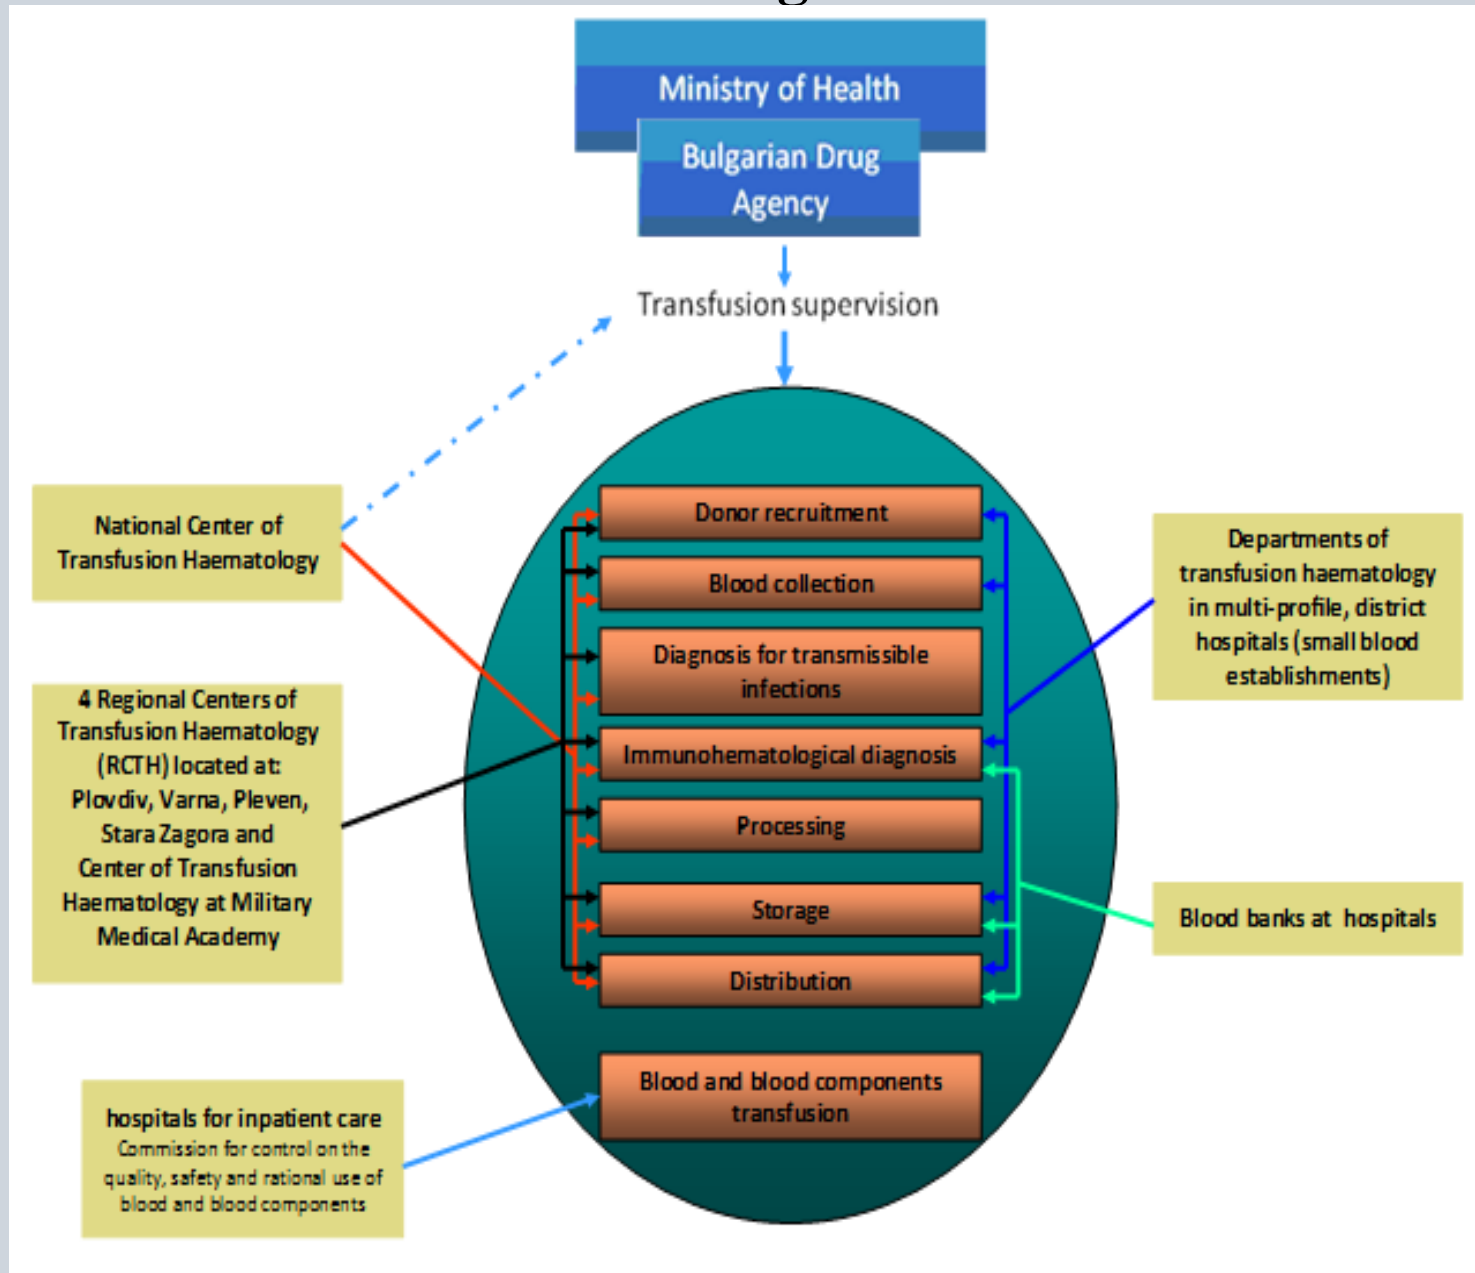 Ministry of Health
Bulgarian Drug
Agency
Transfusion supervision
National Center of
Transfusion Haematology
4 Regional Centers of
Transfusion Haematology
(RCTH) located at:
Plovdiv, Varna, Pleven,
Stara Zagora and
Center of Transfusion
Haematology at Military
Medical Academy
hospitals for inpatient care
Commission for control on the
quality, safety and rational use of
blood and blood components
Donor recruitment
Blood collection
Diagnosis for transmissible
infections
Immunohematological diagnosis
Processing
Storage
Distribution
Blood and blood components
transfusion
Departments of
transfusion haematology
in multi-profile, district
hospitals (small blood
establishments)
Blood banks at hospitals